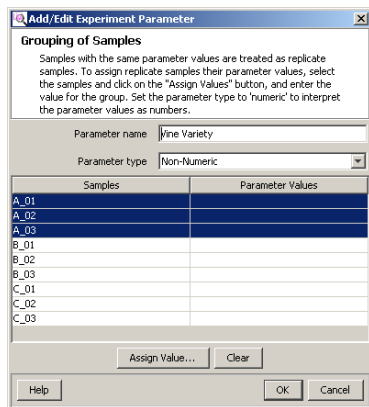 Add/Edit Experiment Parameter
Grouping of Samples
Samples with the same parameter values are treated as replicate
samples. To assign replicate samples their parameter values, select
the samples and click on the "Assign Values" button, and enter the
value for the group. Set the parameter type to 'numeric' to interpret
the parameter values as numbers.
Parameter name Vine Variety
Parameter type Non-Numeric
Samples Parameter Values
A_01
A_02
A_03
B_01
B_02
B_03
C_01
C_02
C_03
Assign Value... Clear
Help OK Cancel